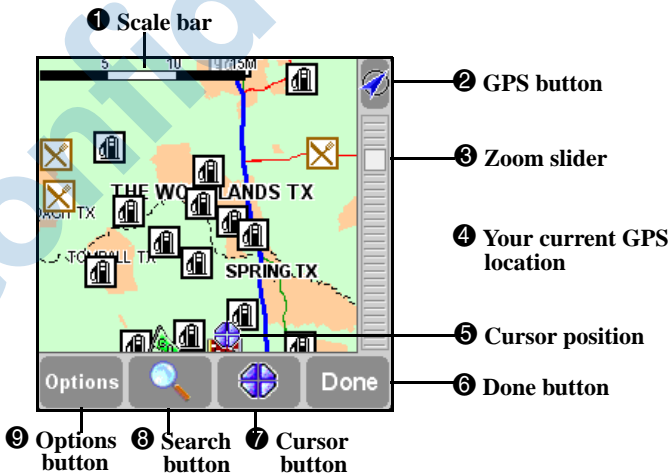 ❶ Scale bar
5 10 15M
❷ GPS button
❸ Zoom slider
THE WOODLANDS TX
TX
❹ Your current GPS
location
SPRING,TX
❺ Cursor position
Options
Done
❻ Done button
❾ Options
button
❽ Search
button
❼ Cursor
button